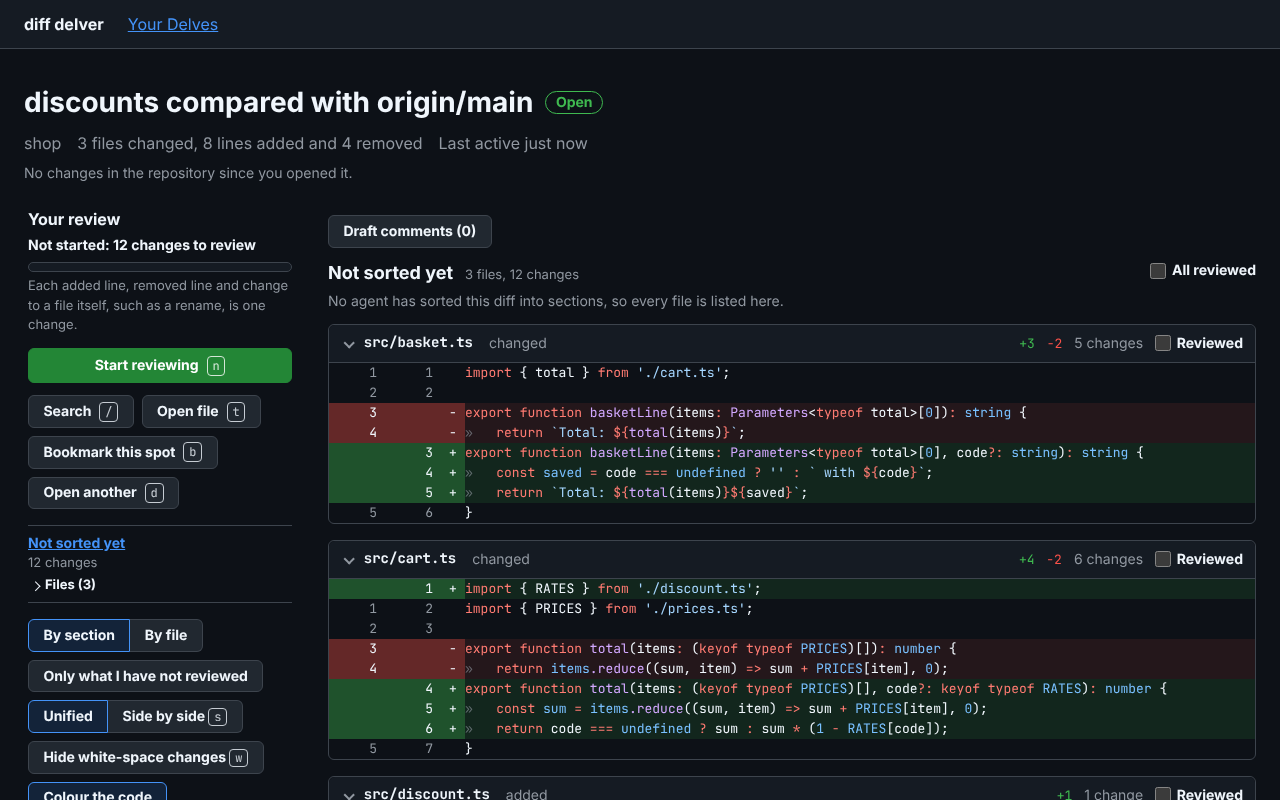 diff delver Your Delves
discounts compared with origin/main Open
shop 3 files changed, 8 lines added and 4 removed Last active just now
No changes in the repository since you opened it.
Your review
Not started: 12 changes to review
Each added line, removed line and change
to a file itself, such as a rename, is one
change.
Start reviewing n
Search / Open file t
Bookmark this spot b
Open another d
Not sorted yet
12 changes
Files (3)
By section By file
Only what I have not reviewed
Unified Side by side s
Hide white-space changes w
Colour the code
Draft comments (0)
Not sorted yet 3 files, 12 changes All reviewed
No agent has sorted this diff into sections, so every file is listed here.
src/basket.ts changed +3 -2 5 changes Reviewed
1 1 import { total } from './cart.ts';
2 2
3 - export function basketLine(items: Parameters<typeof total>[0]): string {
4 - » return `Total: ${total(items)}`;
3 + export function basketLine(items: Parameters<typeof total>[0], code?: string): string {
4 + » const saved = code === undefined ? '' : ` with ${code}`;
5 + » return `Total: ${total(items)}${saved}`;
5 6 }
src/cart.ts changed +4 -2 6 changes Reviewed
1 + import { RATES } from './discount.ts';
1 2 import { PRICES } from './prices.ts';
2 3
3 - export function total(items: (keyof typeof PRICES)[]): number {
4 - » return items.reduce((sum, item) => sum + PRICES[item], 0);
4 + export function total(items: (keyof typeof PRICES)[], code?: keyof typeof RATES): number {
5 + » const sum = items.reduce((sum, item) => sum + PRICES[item], 0);
6 + » return code === undefined ? sum : sum * (1 - RATES[code]);
5 7 }
src/discount.ts added +1 1 change Reviewed